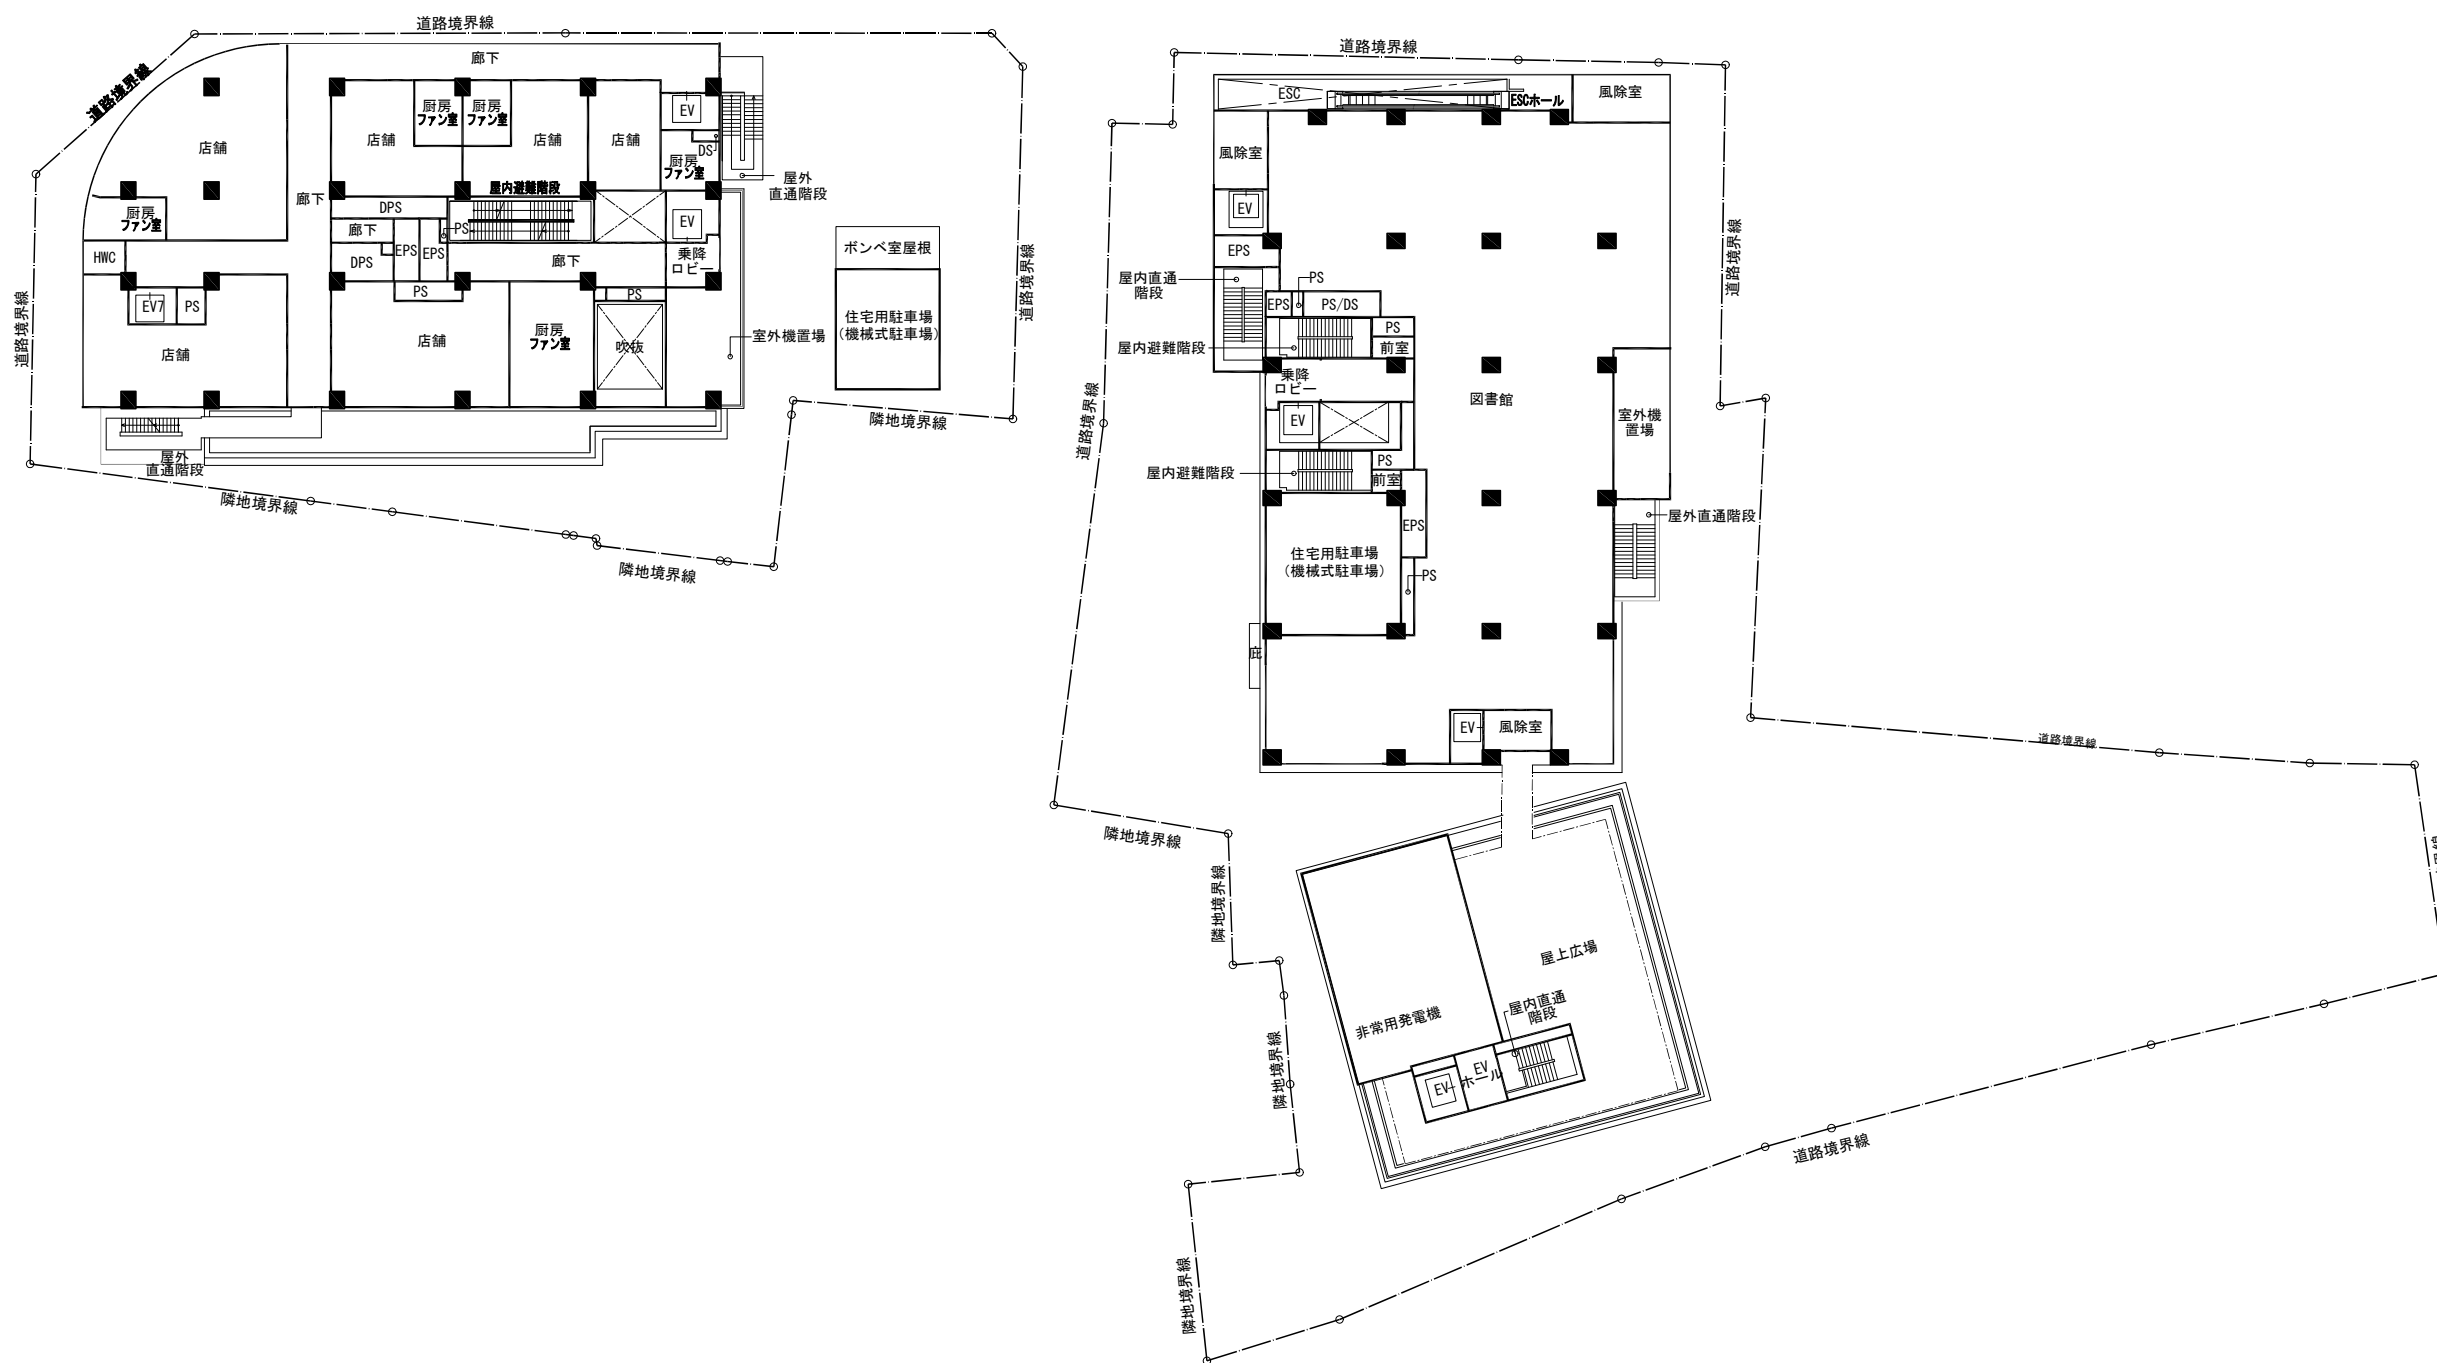 道路境界線
道路境界線
道路境界線
道路境界線
隣地境界線
隣地境界線
隣地境界線
廊下
店舗
厨房
ファン室
HWC
廊下
店舗
厨房
ファン室
厨房
ファン室
店舗
店舗
EV
DS
厨房
ファン室
屋外
直通階段
屋内避難階段
DPS
廊下
DPS
EPS
EPS
PS
EV
乗降
ロビー
廊下
PS
PS
EV7
PS
店舗
店舗
厨房
ファン室
吹抜
室外機置場
屋外
直通階段
ボンベ室屋根
住宅用駐車場
(機械式駐車場)
道路境界線
道路境界線
道路境界線
道路境界線
道路境界線
隣地境界線
隣地境界線
隣地境界線
隣地境界線
ESC
ESCホール
風除室
風除室
EV
EPS
屋内直通
階段
PS
EPS
PS/DS
屋内避難階段
PS
前室
乗降
ロビー
EV
図書館
室外機
置場
屋内避難階段
PS
前室
EPS
屋外直通階段
住宅用駐車場
(機械式駐車場)
PS
庇
EV
風除室
屋上広場
非常用発電機
屋内直通
階段
EV
EV
ホール